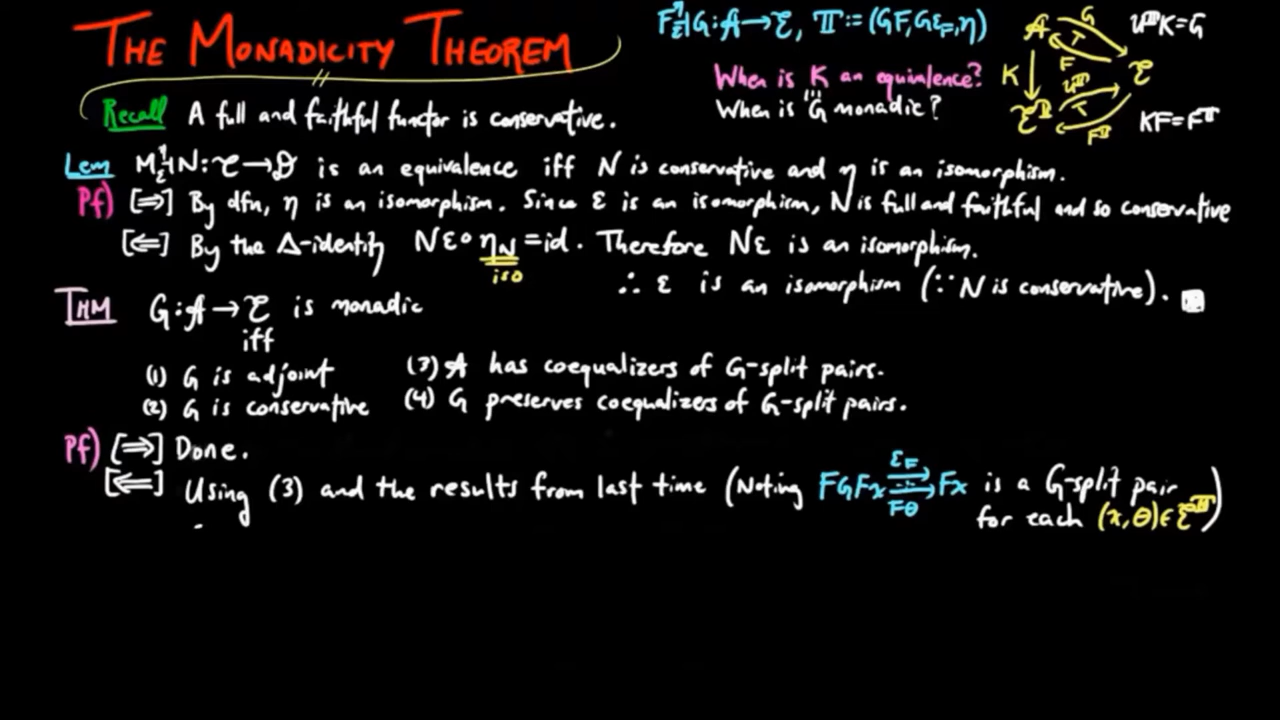 THE MONADICITY THEOREM
F ⊣ G : A → E, 𝕋 := (GF, Gε_F, η)
When is K an equivalence?
When is G monadic?
A G E
F
K
U^𝕋
E^𝕋
F^𝕋
U^𝕋K = G
KF = F^𝕋
Recall A full and faithful functor is conservative.
Lem M ⊣ N : C → D is an equivalence iff N is conservative and η is an isomorphism.
Pf) [⇒] By dfn, η is an isomorphism. Since ε is an isomorphism, N is full and faithful and so conservative
[⇐] By the Δ-identity Nε ∘ η_N = id. Therefore Nε is an isomorphism.
iso
∴ ε is an isomorphism (∵ N is conservative). □
THM G : A → E is monadic
iff
(1) G is adjoint (3) A has coequalizers of G-split pairs.
(2) G is conservative (4) G preserves coequalizers of G-split pairs.
Pf) [⇒] Done.
[⇐] Using (3) and the results from last time (Noting FGFx ⇉ Fx is a G-split pair
ε_F
Fθ
for each (x, θ) ∈ E^𝕋)